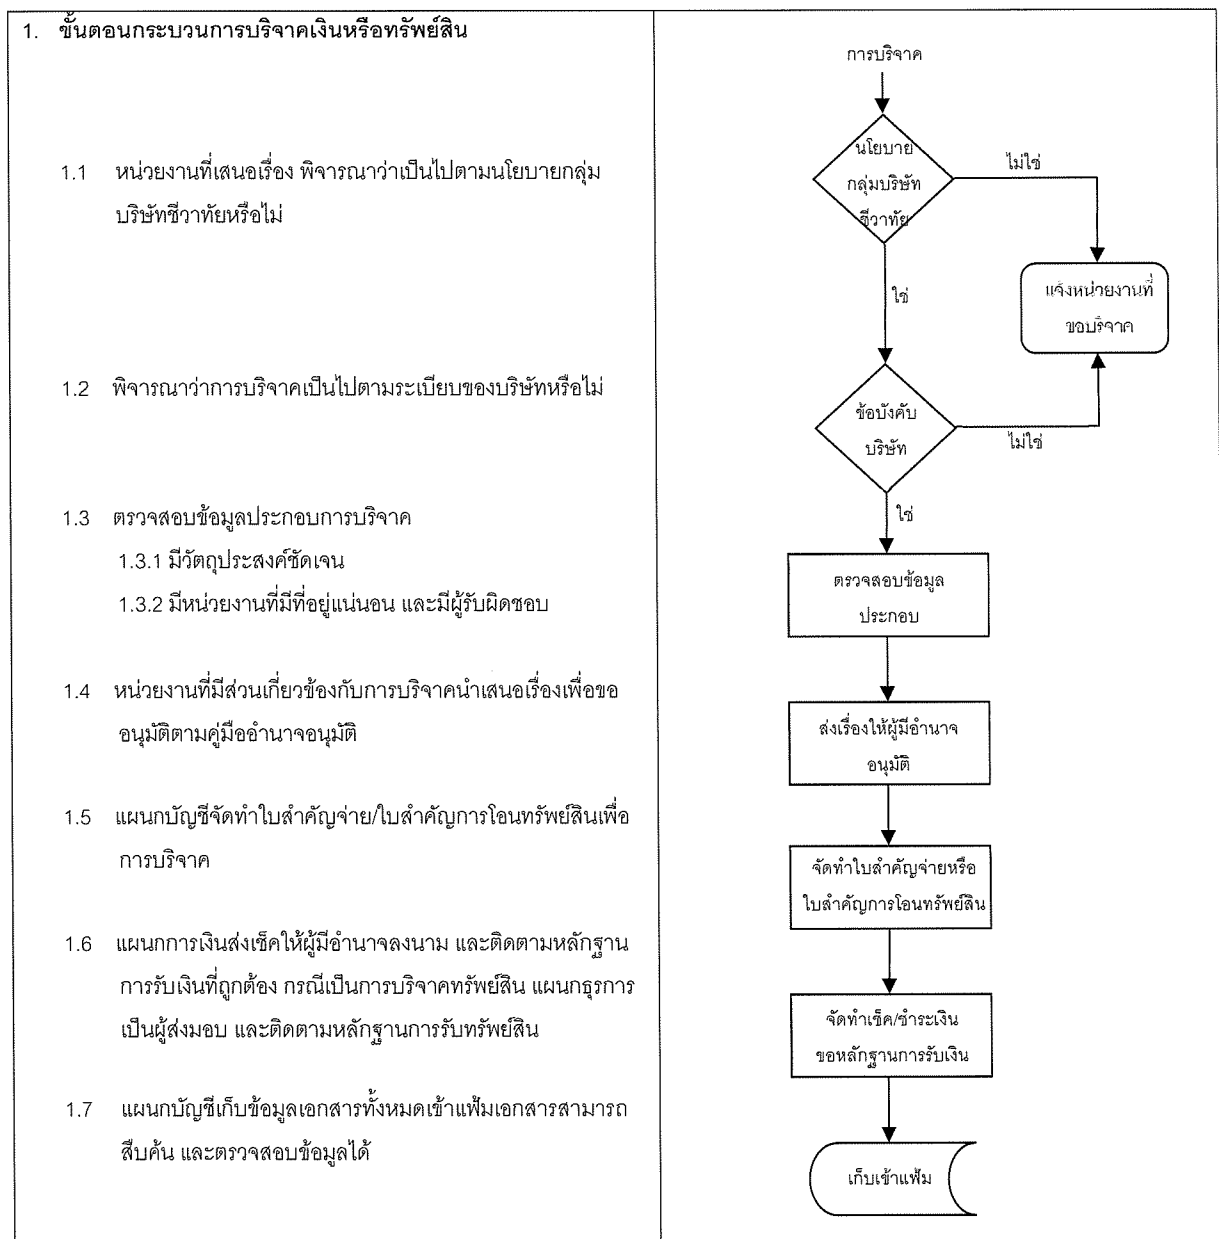 1. ขั้นตอนกระบวนการบริจาคเงินหรือทรัพย์สิน
1.1 หน่วยงานที่เสนอเรื่อง พิจารณาว่าเป็นไปตามนโยบายกลุ่ม
บริษัทชีวาทัยหรือไม่
1.2 พิจารณาว่าการบริจาคเป็นไปตามระเบียบของบริษัทหรือไม่
1.3 ตรวจสอบข้อมูลประกอบการบริจาค
1.3.1 มีวัตถุประสงค์ชัดเจน
1.3.2 มีหน่วยงานที่มีที่อยู่แน่นอน และมีผู้รับผิดชอบ
1.4 หน่วยงานที่มีส่วนเกี่ยวข้องกับการบริจาคนำเสนอเรื่องเพื่อขอ
อนุมัติตามคู่มืออำนาจอนุมัติ
1.5 แผนกบัญชีจัดทำใบสำคัญจ่าย/ใบสำคัญการโอนทรัพย์สินเพื่อ
การบริจาค
1.6 แผนกการเงินส่งเช็คให้ผู้มีอำนาจลงนาม และติดตามหลักฐาน
การรับเงินที่ถูกต้อง กรณีเป็นการบริจาคทรัพย์สิน แผนกธุรการ
เป็นผู้ส่งมอบ และติดตามหลักฐานการรับทรัพย์สิน
1.7 แผนกบัญชีเก็บข้อมูลเอกสารทั้งหมดเข้าแฟ้มเอกสารสามารถ
สืบค้น และตรวจสอบข้อมูลได้
การบริจาค
นโยบาย
กลุ่มบริษัท
ชีวาทัย
ไม่ใช่
แจ้งหน่วยงานที่
ขอบริจาค
ใช่
ข้อบังคับ
บริษัท
ไม่ใช่
ใช่
ตรวจสอบข้อมูล
ประกอบ
ส่งเรื่องให้ผู้มีอำนาจ
อนุมัติ
จัดทำใบสำคัญจ่ายหรือ
ใบสำคัญการโอนทรัพย์สิน
จัดทำเช็ค/ชำระเงิน
ขอหลักฐานการรับเงิน
เก็บเข้าแฟ้ม